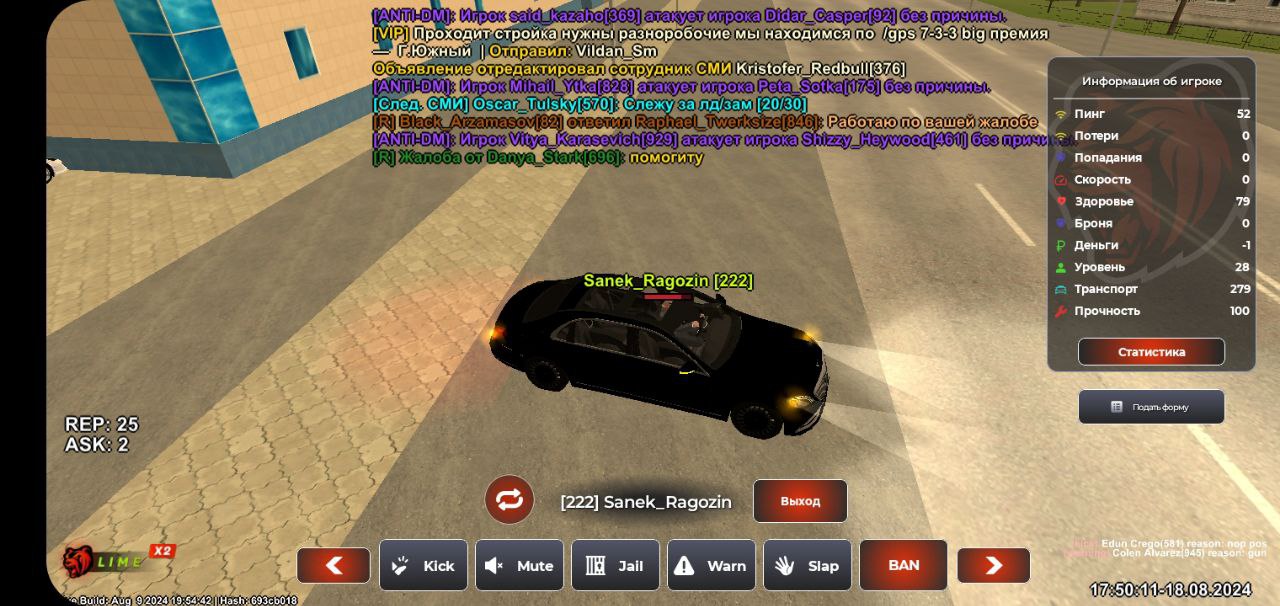 [ANTI-DM]: Игрок said_kazaho[369] атакует игрока Didar_Casper[92] без причины.
[VIP] Проходит стройка нужны разноробочие мы находимся по /gps 7-3-3 big премия
— Г.Южный | Отправил: Vildan_Sm
Объявление отредактировал сотрудник СМИ Kristofer_Redbull[376]
[ANTI-DM]: Игрок Mihail_Ytka[828] атакует игрока Peta_Sotka[175] без причины.
[След. СМИ] Oscar_Tulsky[570]: Слежу за лд/зам [20/30]
[R] Black_Arzamasov[82] ответил Raphael_Twerksize[846]: Работаю по вашей жалобе
[ANTI-DM]: Игрок Vitya_Karasevich[929] атакует игрока Shizzy_Heywood[461] без
[R] Жалоба от Danya_Stark[696]: помогиту
Информация об игроке
Пинг 52
Потери 0
Попадания 0
Скорость 0
Здоровье 79
Броня 0
Деньги -1
Уровень 28
Транспорт 279
Прочность 100
Статистика
Подать форму
Sanek_Ragozin [222]
REP: 25
ASK: 2
[222] Sanek_Ragozin
Выход
LIME X2
Kick
Mute
Jail
Warn
Slap
BAN
Edun Crego(581) reason: nop pos
Colen Alvarez(945) reason: gun
17:50:11-18.08.2024
Build: Aug 9 2024 19:54:42 | Hash: 693cb018